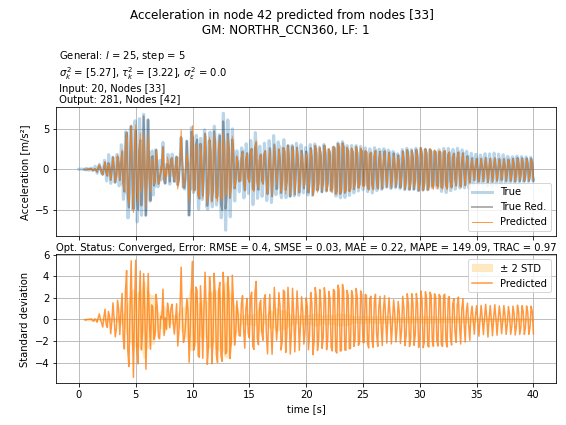 Acceleration in node 42 predicted from nodes [33]
GM: NORTHR_CCN360, LF: 1
General: l = 25, step = 5
σ²ₖ = [5.27], τ²ₖ = [3.22], σ²ₛ = 0.0
Input: 20, Nodes [33]
Output: 281, Nodes [42]
Acceleration [m/s²]
5
0
−5
True
True Red.
Predicted
Opt. Status: Converged, Error: RMSE = 0.4, SMSE = 0.03, MAE = 0.22, MAPE = 149.09, TRAC = 0.97
Standard deviation
6
4
2
0
−2
−4
± 2 STD
Predicted
0 5 10 15 20 25 30 35 40
time [s]